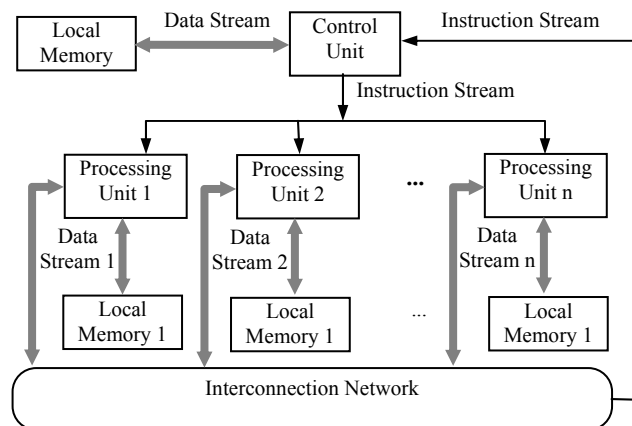 Data Stream
Instruction Stream
Local
Memory
Control
Unit
Instruction Stream
Processing
Unit 1
Processing
Unit 2
...
Processing
Unit n
Data
Stream 1
Data
Stream 2
Data
Stream n
Local
Memory 1
Local
Memory 1
...
Local
Memory 1
Interconnection Network